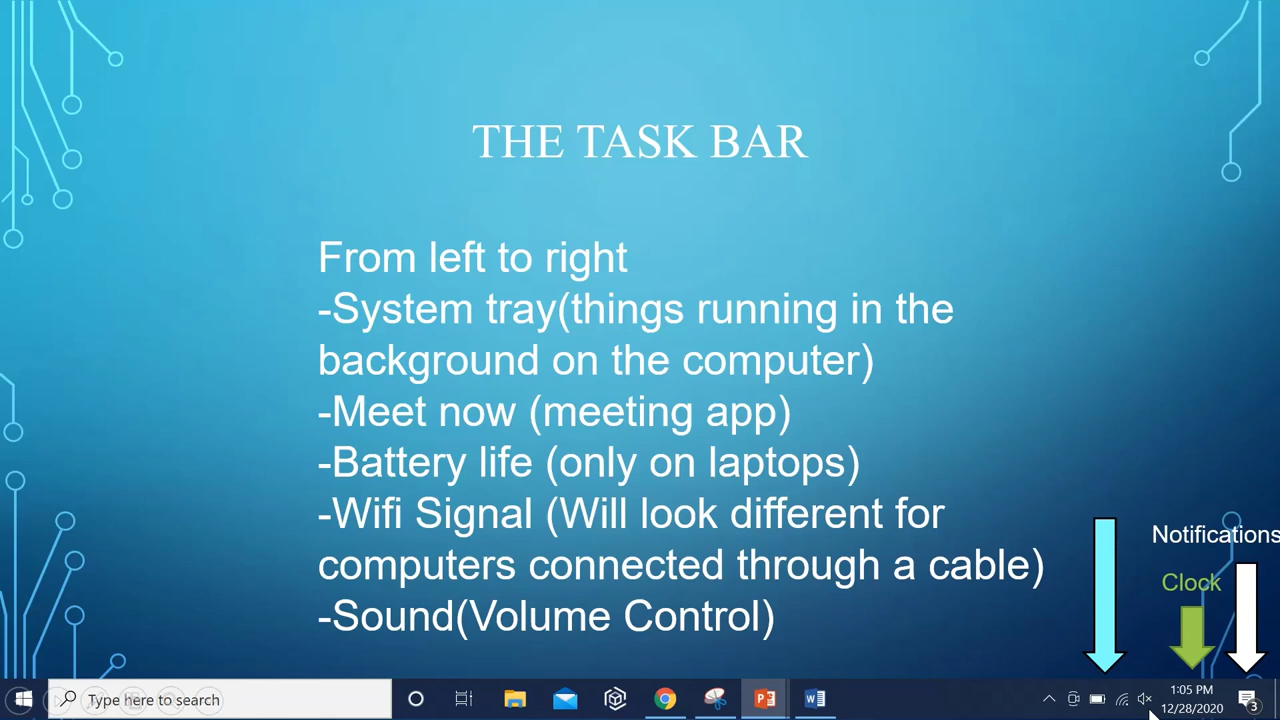 THE TASK BAR
From left to right
-System tray(things running in the
background on the computer)
-Meet now (meeting app)
-Battery life (only on laptops)
-Wifi Signal (Will look different for
computers connected through a cable)
-Sound(Volume Control)
Notifications
Clock
Type here to search
1:05 PM
12/28/2020
3